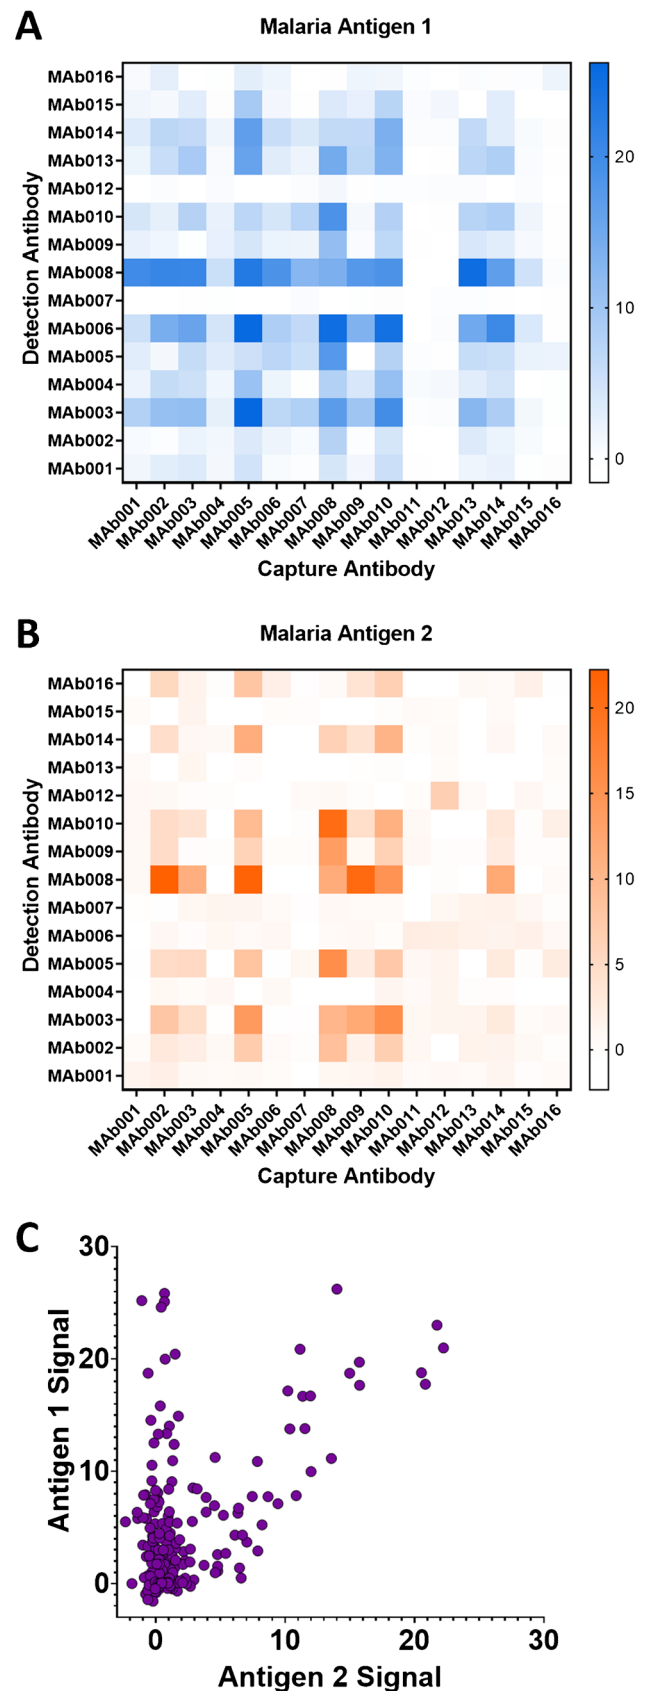 A
Malaria Antigen 1
Detection Antibody
MAb016
MAb015
MAb014
MAb013
MAb012
MAb010
MAb009
MAb008
MAb007
MAb006
MAb005
MAb004
MAb003
MAb002
MAb001
20
10
0
MAb001 MAb002 MAb003 MAb004 MAb005 MAb006 MAb007 MAb008 MAb009 MAb010 MAb011 MAb012 MAb013 MAb014 MAb015 MAb016
Capture Antibody
B
Malaria Antigen 2
Detection Antibody
MAb016
MAb015
MAb014
MAb013
MAb012
MAb010
MAb009
MAb008
MAb007
MAb006
MAb005
MAb004
MAb003
MAb002
MAb001
20
15
10
5
0
MAb001 MAb002 MAb003 MAb004 MAb005 MAb006 MAb007 MAb008 MAb009 MAb010 MAb011 MAb012 MAb013 MAb014 MAb015 MAb016
Capture Antibody
C
Antigen 1 Signal
30
20
10
0
0 10 20 30
Antigen 2 Signal